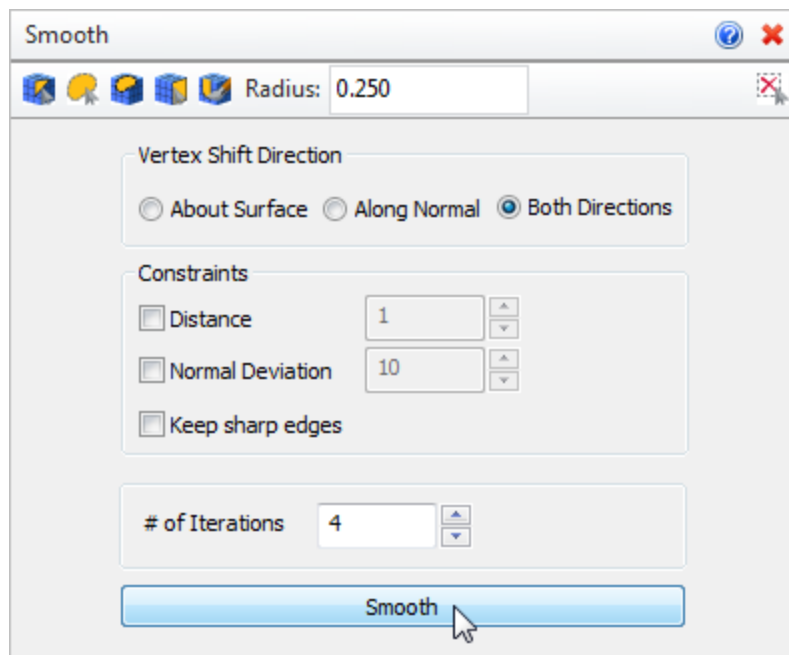 Smooth
Radius: 0.250
Vertex Shift Direction
About Surface Along Normal Both Directions
Constraints
Distance 1
Normal Deviation 10
Keep sharp edges
# of Iterations 4
Smooth